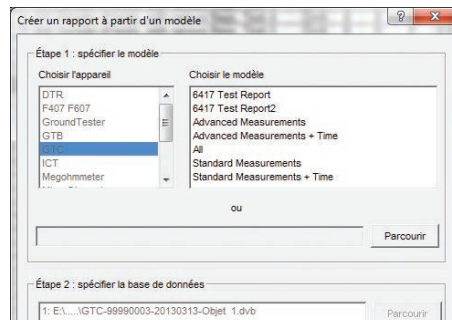 Créer un rapport à partir d'un modèle
Étape 1 : spécifier le modèle
Choisir l'appareil
Choisir le modèle
DTR
F407 F607
GroundTester
GTB
GTC
ICT
Megohmmeter
6417 Test Report
6417 Test Report2
Advanced Measurements
Advanced Measurements + Time
All
Standard Measurements
Standard Measurements + Time
ou
Parcourir
Étape 2 : spécifier la base de données
1: E:\.....\GTC-99990003-20130313-Objet 1.dvb
Parcourir